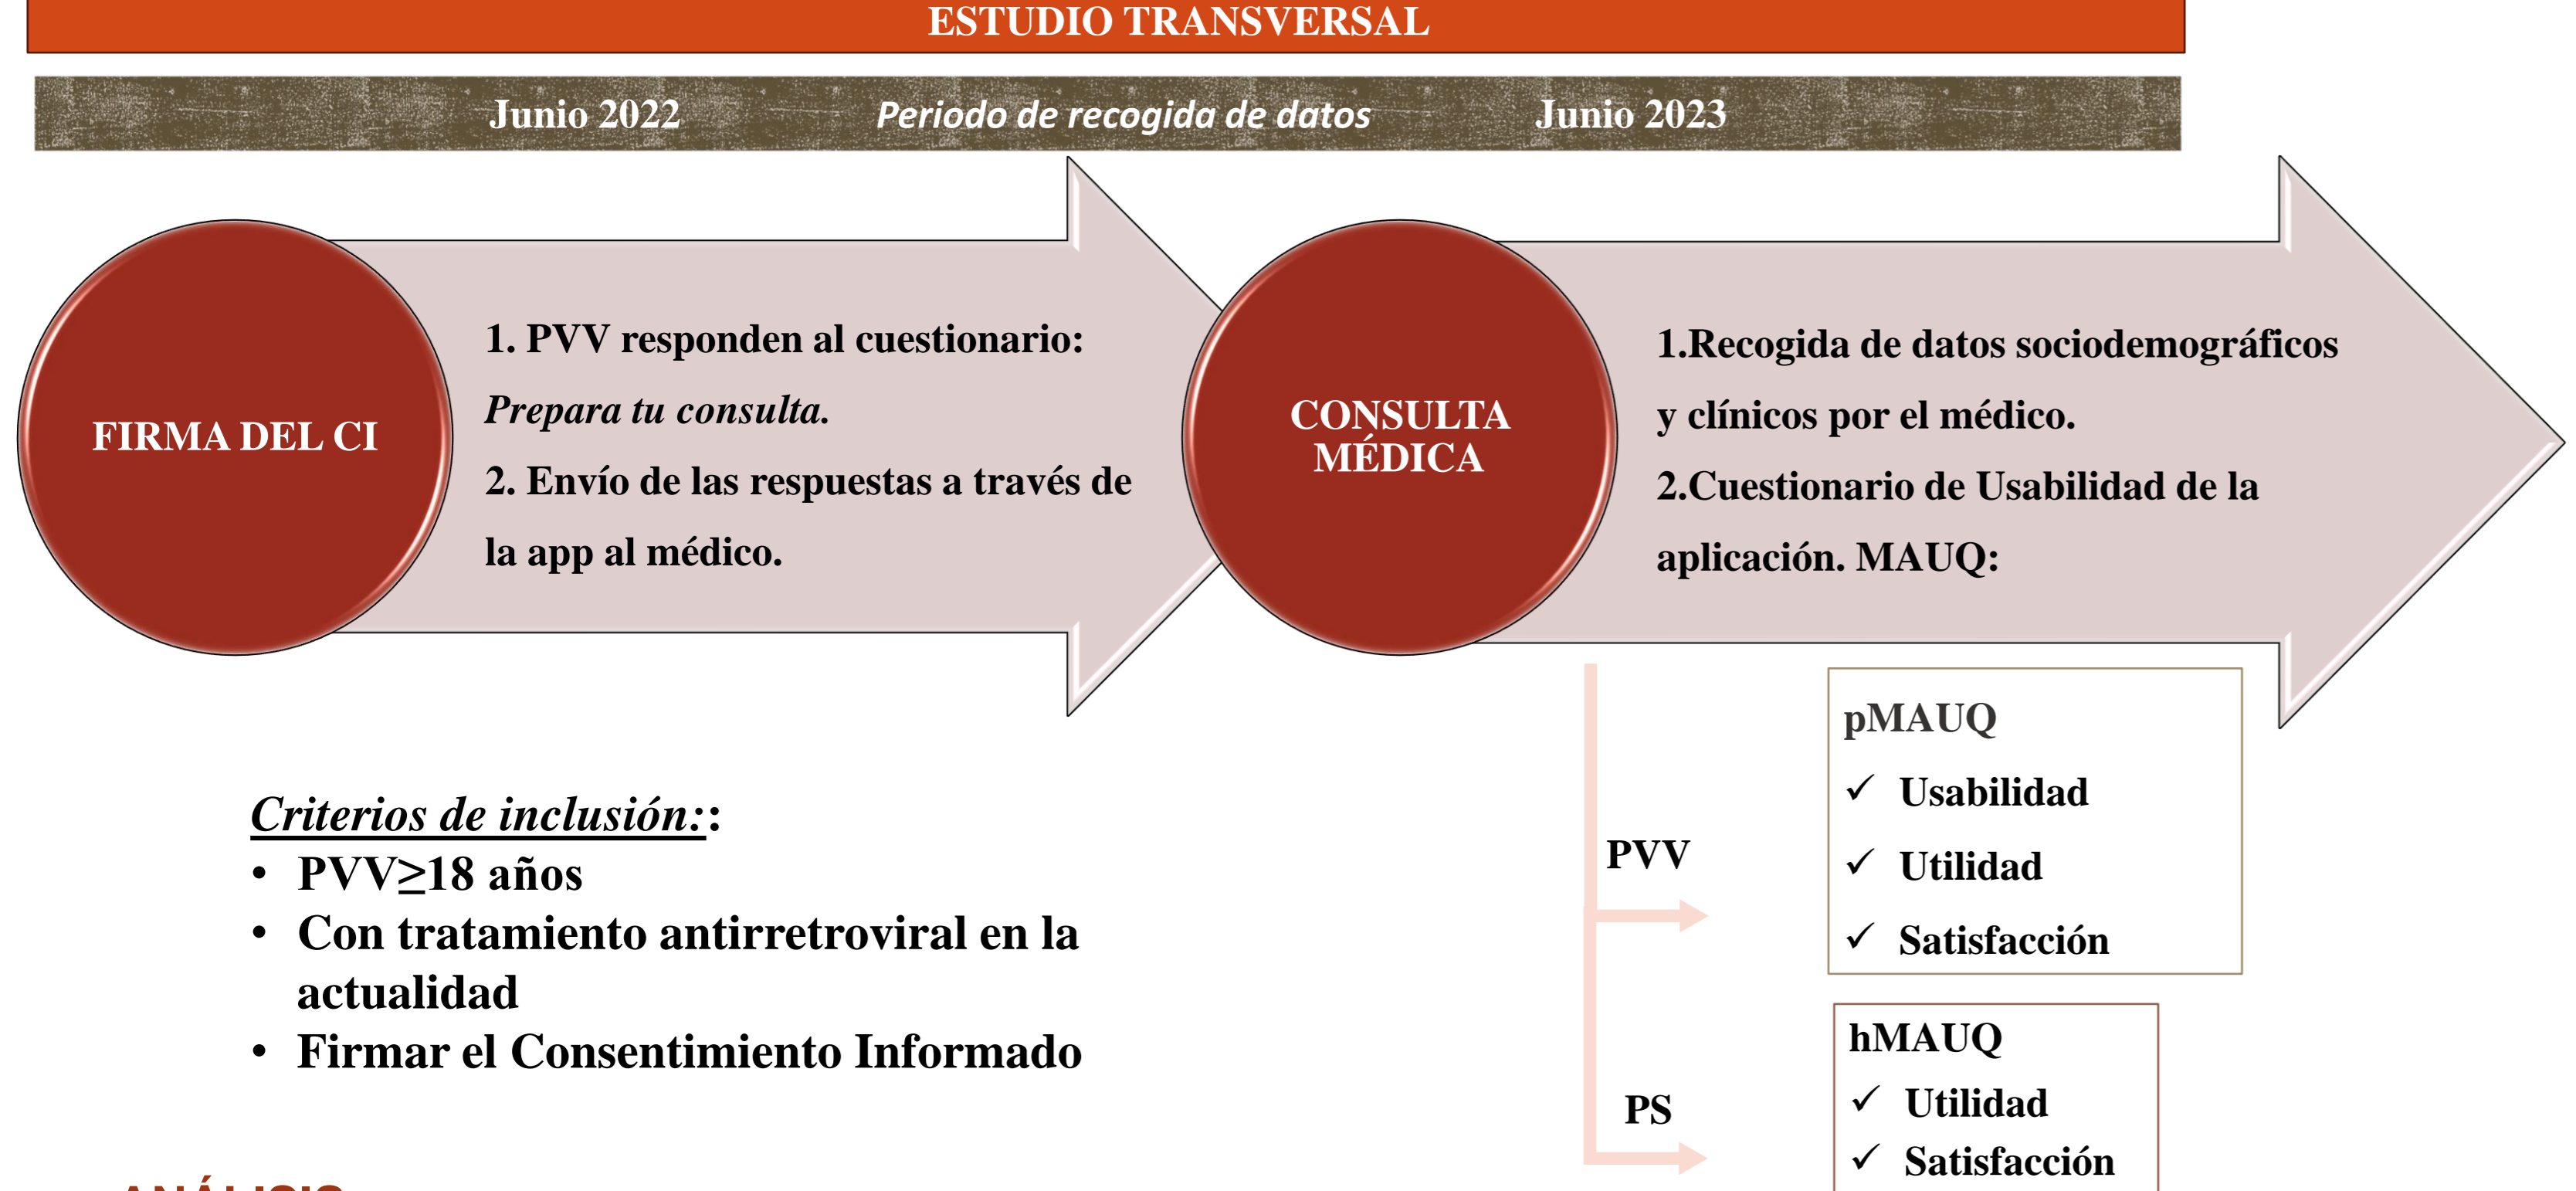 ESTUDIO TRANSVERSAL
Junio 2022 Periodo de recogida de datos Junio 2023
FIRMA DEL CI
1. PVV responden al cuestionario:
Prepara tu consulta.
2. Envío de las respuestas a través de
la app al médico.
CONSULTA
MÉDICA
1.Recogida de datos sociodemográficos
y clínicos por el médico.
2.Cuestionario de Usabilidad de la
aplicación. MAUQ:
Criterios de inclusión::
• PVV≥18 años
• Con tratamiento antirretroviral en la
actualidad
• Firmar el Consentimiento Informado
PVV
pMAUQ
✓ Usabilidad
✓ Utilidad
✓ Satisfacción
PS
hMAUQ
✓ Utilidad
✓ Satisfacción
ANÁLISIS